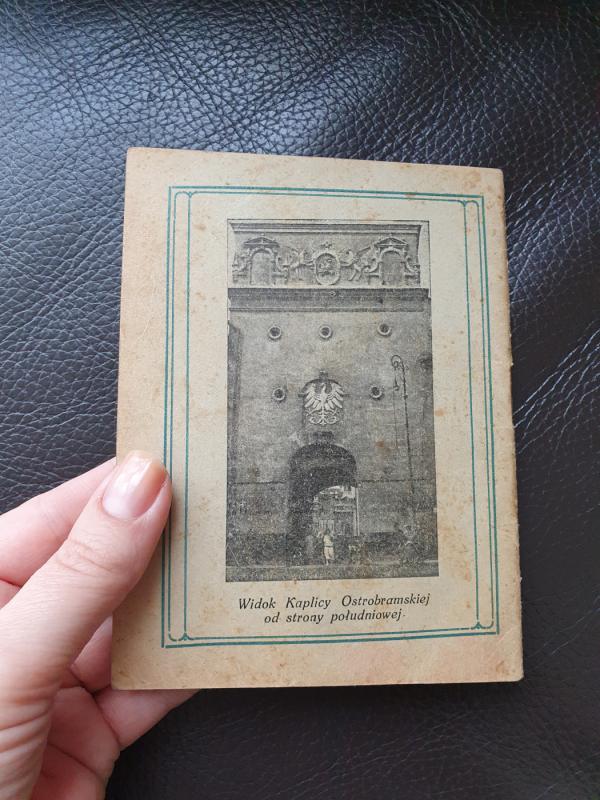 Widok Kaplicy Ostrobramskiej
od strony południowej.